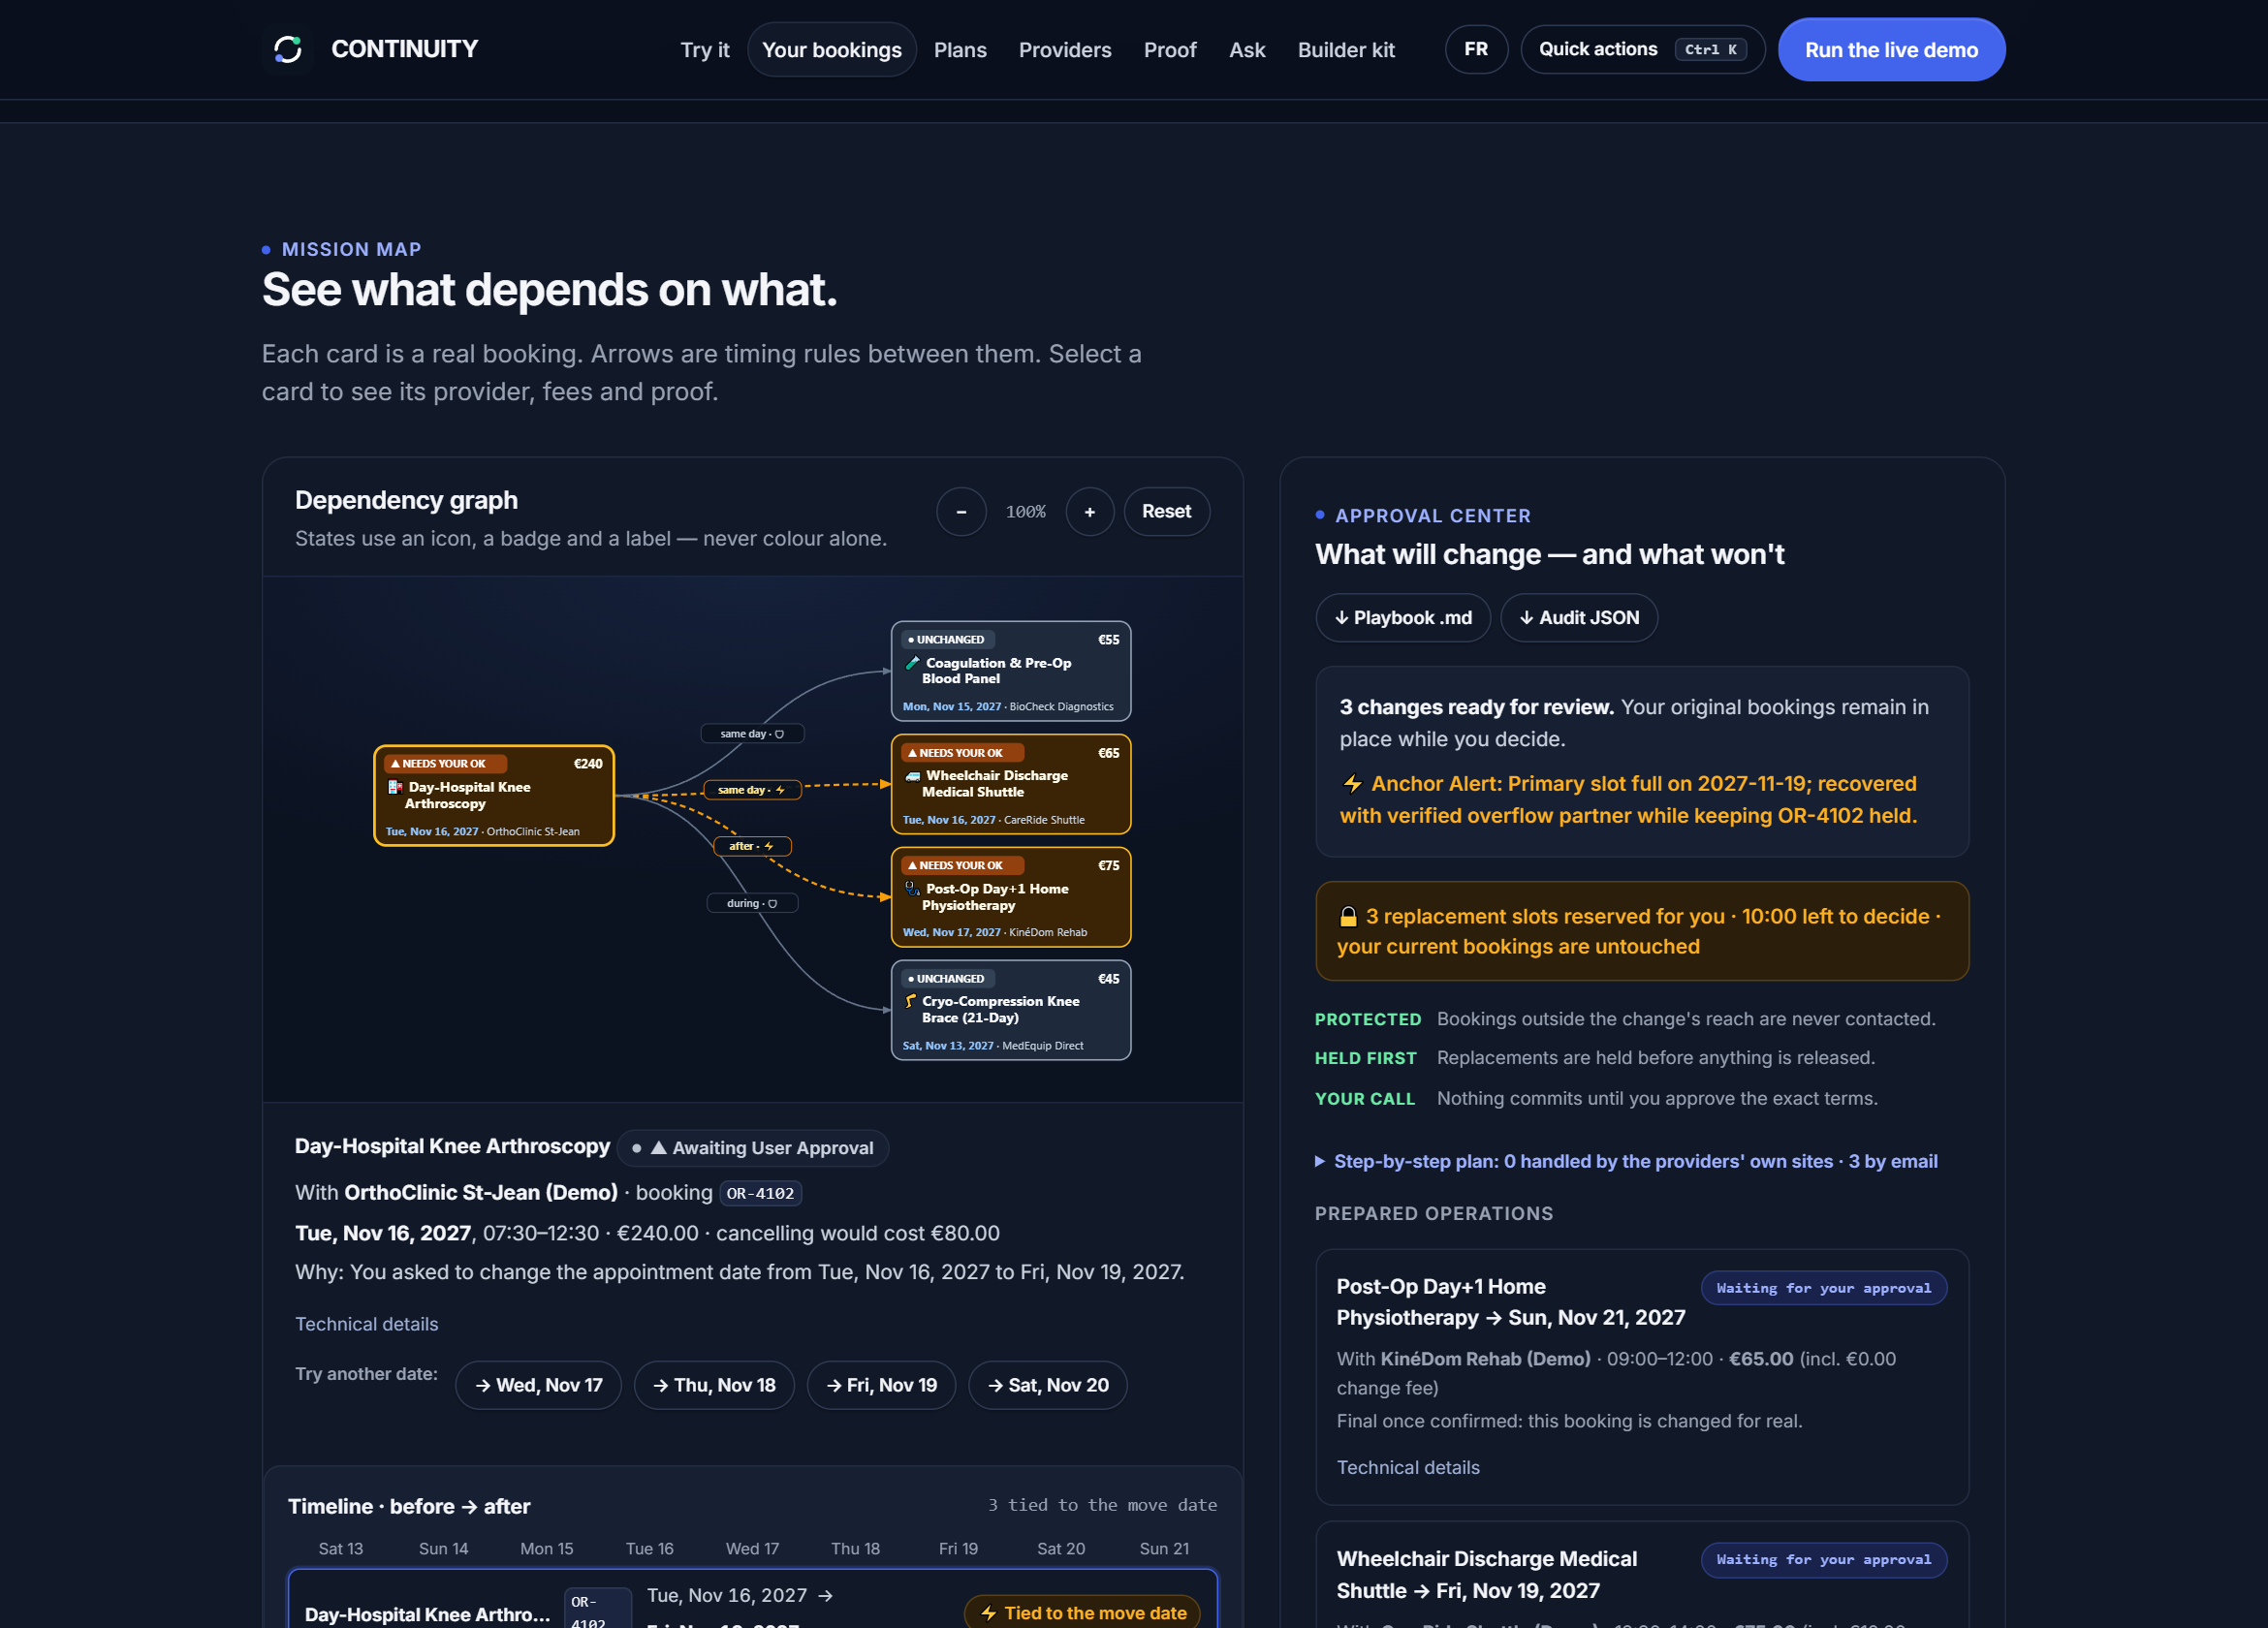 CONTINUITY
Try it
Your bookings
Plans
Providers
Proof
Ask
Builder kit
FR
Quick actions Ctrl K
Run the live demo
MISSION MAP
See what depends on what.
Each card is a real booking. Arrows are timing rules between them. Select a
card to see its provider, fees and proof.
Dependency graph
States use an icon, a badge and a label — never colour alone.
−
100%
+
Reset
NEEDS YOUR OK €240
Day-Hospital Knee
Arthroscopy
Tue, Nov 16, 2027 · OrthoClinic St-Jean
same day ·
same day · ⚡
after · ⚡
during ·
UNCHANGED €55
Coagulation & Pre-Op
Blood Panel
Mon, Nov 15, 2027 · BioCheck Diagnostics
NEEDS YOUR OK €65
Wheelchair Discharge
Medical Shuttle
Tue, Nov 16, 2027 · CareRide Shuttle
NEEDS YOUR OK €75
Post-Op Day+1 Home
Physiotherapy
Wed, Nov 17, 2027 · KinéDom Rehab
UNCHANGED €45
Cryo-Compression Knee
Brace (21-Day)
Sat, Nov 13, 2027 · MedEquip Direct
Day-Hospital Knee Arthroscopy ▲ Awaiting User Approval
With OrthoClinic St-Jean (Demo) · booking OR-4102
Tue, Nov 16, 2027, 07:30–12:30 · €240.00 · cancelling would cost €80.00
Why: You asked to change the appointment date from Tue, Nov 16, 2027 to Fri, Nov 19, 2027.
Technical details
Try another date: → Wed, Nov 17 → Thu, Nov 18 → Fri, Nov 19 → Sat, Nov 20
Timeline · before → after
3 tied to the move date
Sat 13 Sun 14 Mon 15 Tue 16 Wed 17 Thu 18 Fri 19 Sat 20 Sun 21
Day-Hospital Knee Arthro...
OR-
4102
Tue, Nov 16, 2027 →
⚡ Tied to the move date
APPROVAL CENTER
What will change — and what won't
↓ Playbook .md
↓ Audit JSON
3 changes ready for review. Your original bookings remain in
place while you decide.
⚡ Anchor Alert: Primary slot full on 2027-11-19; recovered
with verified overflow partner while keeping OR-4102 held.
🔒 3 replacement slots reserved for you · 10:00 left to decide ·
your current bookings are untouched
PROTECTED Bookings outside the change's reach are never contacted.
HELD FIRST Replacements are held before anything is released.
YOUR CALL Nothing commits until you approve the exact terms.
▶ Step-by-step plan: 0 handled by the providers' own sites · 3 by email
PREPARED OPERATIONS
Post-Op Day+1 Home
Physiotherapy → Sun, Nov 21, 2027
Waiting for your approval
With KinéDom Rehab (Demo) · 09:00–12:00 · €65.00 (incl. €0.00
change fee)
Final once confirmed: this booking is changed for real.
Technical details
Wheelchair Discharge Medical
Shuttle → Fri, Nov 19, 2027
Waiting for your approval